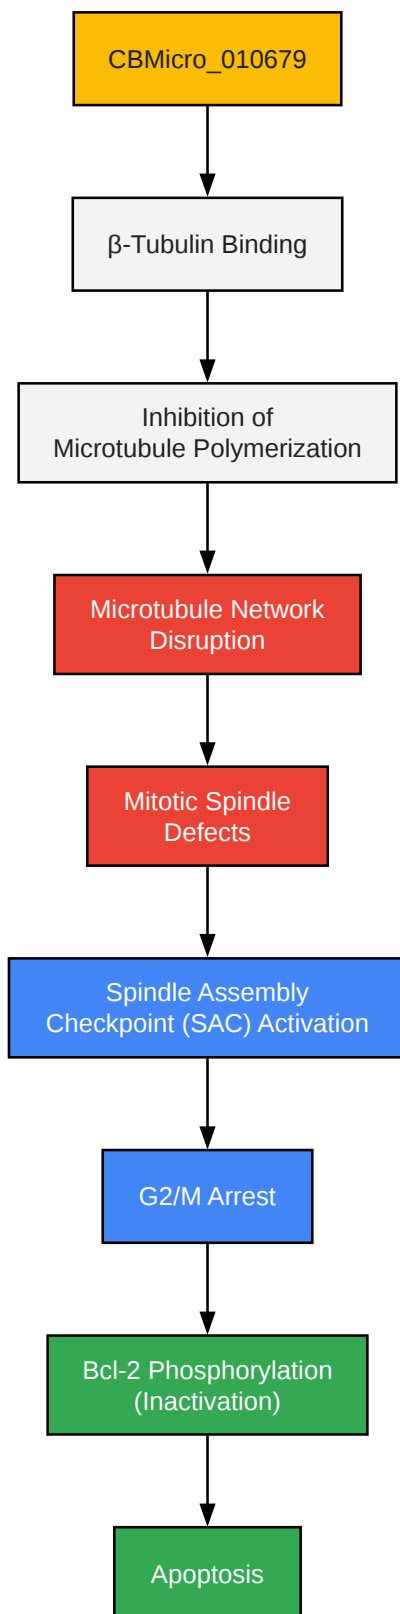 CBMicro_010679
β-Tubulin Binding
Inhibition of
Microtubule Polymerization
Microtubule Network
Disruption
Mitotic Spindle
Defects
Spindle Assembly
Checkpoint (SAC) Activation
G2/M Arrest
Bcl-2 Phosphorylation
(Inactivation)
Apoptosis